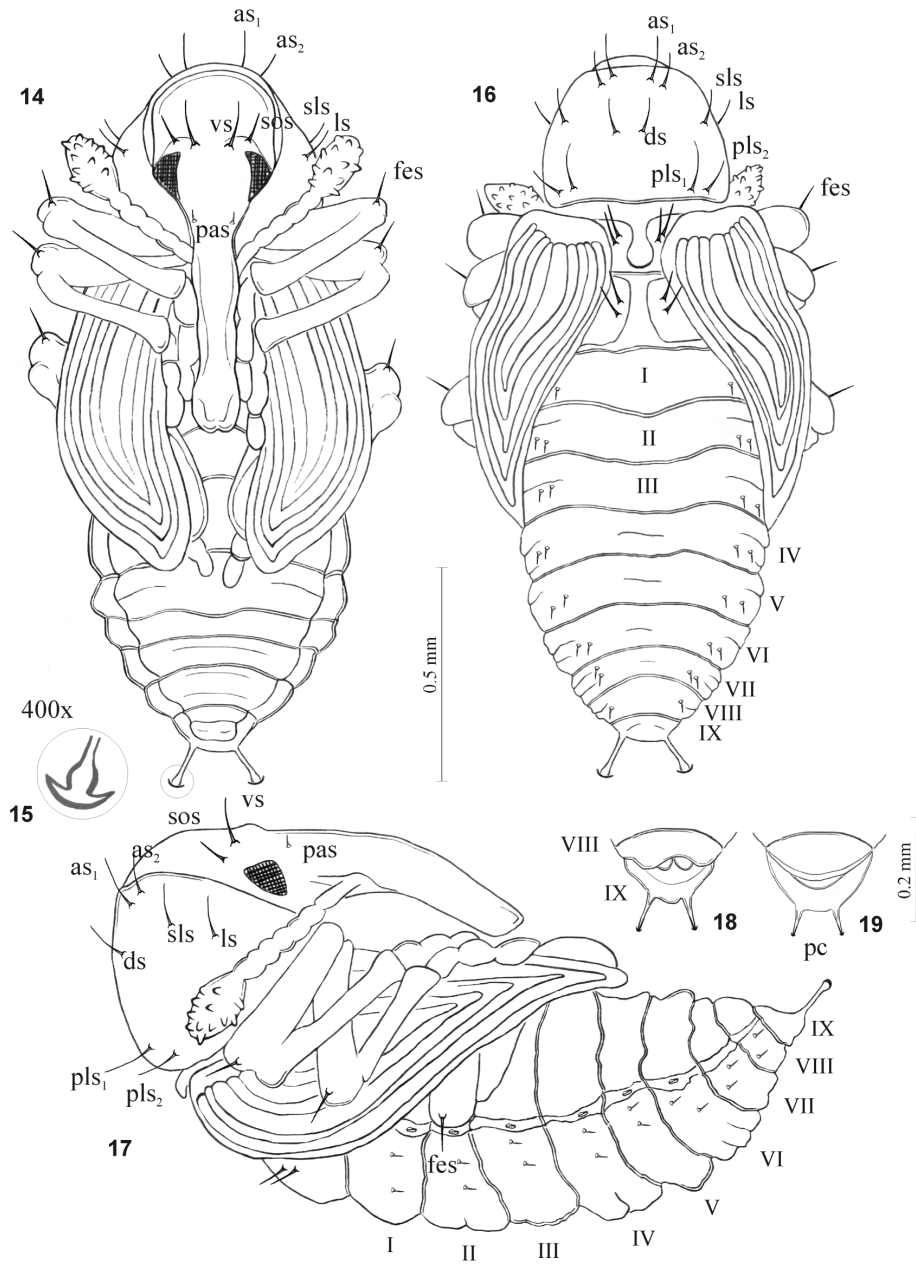 14
as₁
as₂
vs
sos
sls
ls
fes
pas
16
as₁
as₂
sls
ls
ds
pls₁
pls₂
fes
I
II
III
IV
V
VI
VII
VIII
IX
0.5 mm
400x
15
sos
vs
as₁
as₂
pas
sls
ls
ds
pls₁
pls₂
17
fes
I
II
III
IV
V
VI
VII
VIII
IX
VIII
IX
18
19
pc
0.2 mm